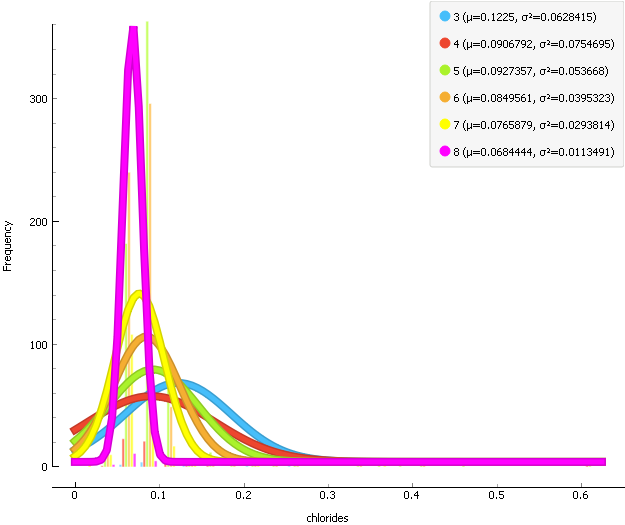 3 (μ=0.1225, σ²=0.0628415)
4 (μ=0.0906792, σ²=0.0754695)
5 (μ=0.0927357, σ²=0.053668)
6 (μ=0.0849561, σ²=0.0395323)
7 (μ=0.0765879, σ²=0.0293814)
8 (μ=0.0684444, σ²=0.0113491)
Frequency
300
200
100
0
0 0.1 0.2 0.3 0.4 0.5 0.6
chlorides